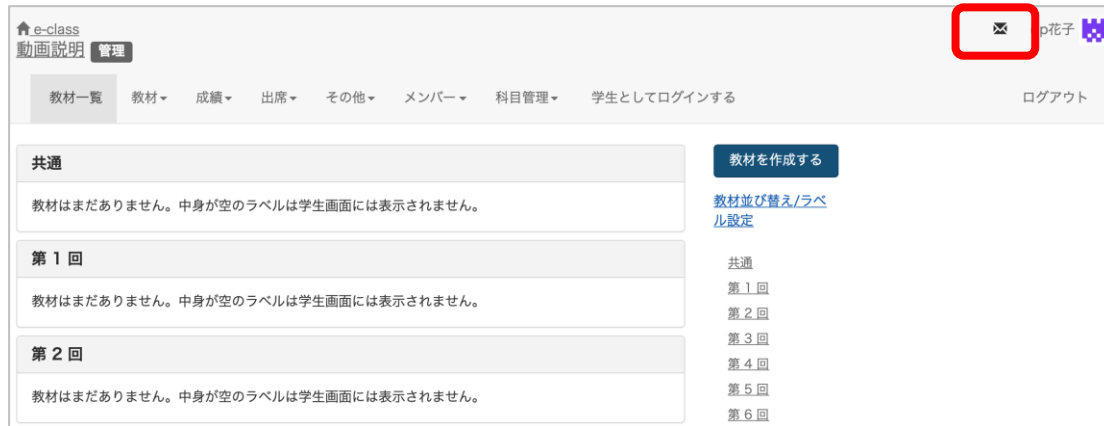 e-class
動画説明 管理
p花子
教材一覧 教材 成績 出席 その他 メンバー 科目管理 学生としてログインする ログアウト
共通
教材はまだありません。中身が空のラベルは学生画面には表示されません。
第1回
教材はまだありません。中身が空のラベルは学生画面には表示されません。
第2回
教材はまだありません。中身が空のラベルは学生画面には表示されません。
教材を作成する
教材並び替え/ラベ
ル設定
共通
第1回
第2回
第3回
第4回
第5回
第6回